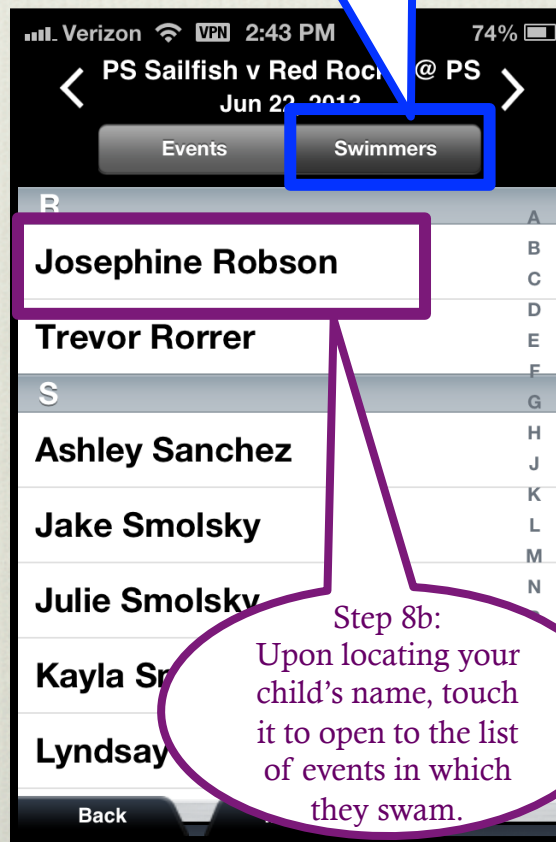 Verizon VPN 2:43 PM 74%
PS Sailfish v Red Roc @ PS
Jun 22, 2013
Events Swimmers
R
Josephine Robson
Trevor Rorrer
S
Ashley Sanchez
Jake Smolsky
Julie Smolsky
Kayla
Lyndsay
A
B
C
D
E
F
G
H
J
K
L
M
N
Back
Step 8b:
Upon locating your
child’s name, touch
it to open to the list
of events in which
they swam.